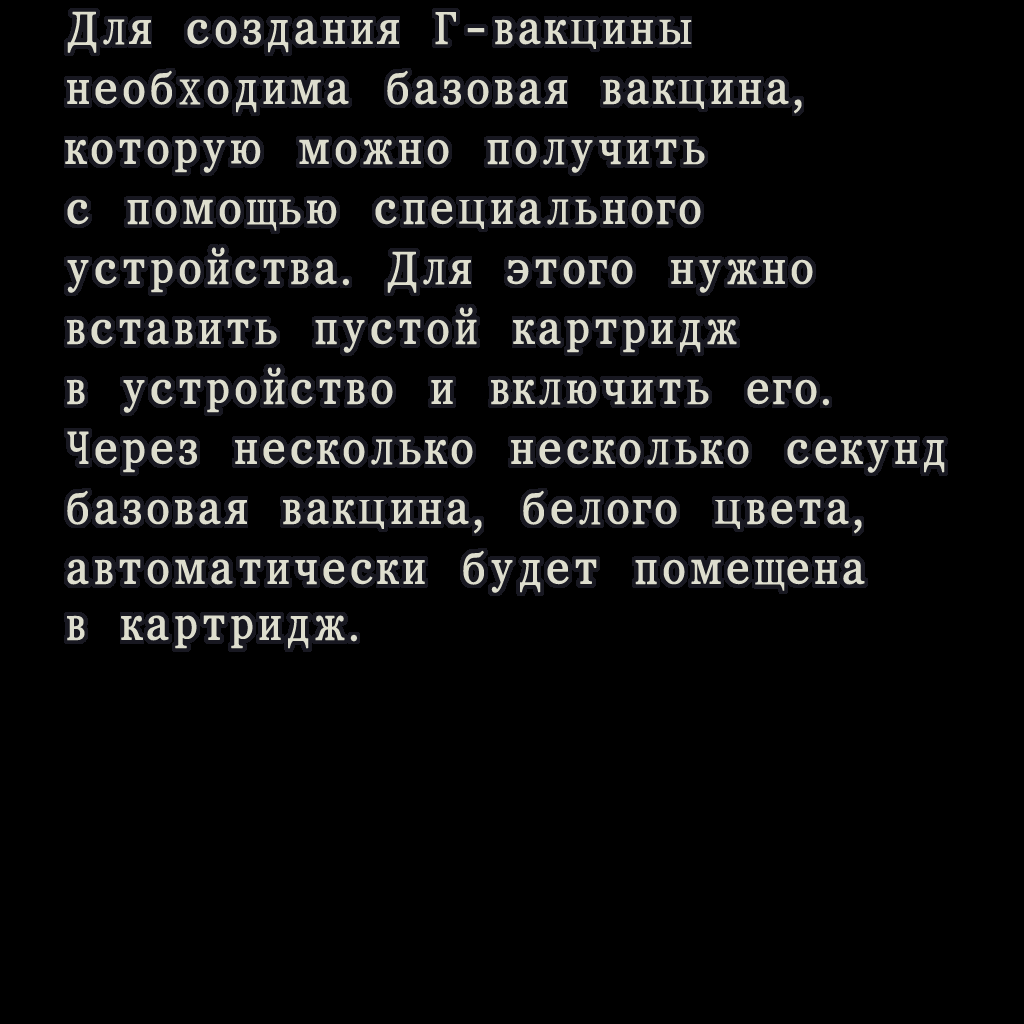 Для создания Г-вакцины
необходима базовая вакцина,
которую можно получить
с помощью специального
устройства. Для этого нужно
вставить пустой картридж
в устройство и включить его.
Через несколько несколько секунд
базовая вакцина, белого цвета,
автоматически будет помещена
в картридж.